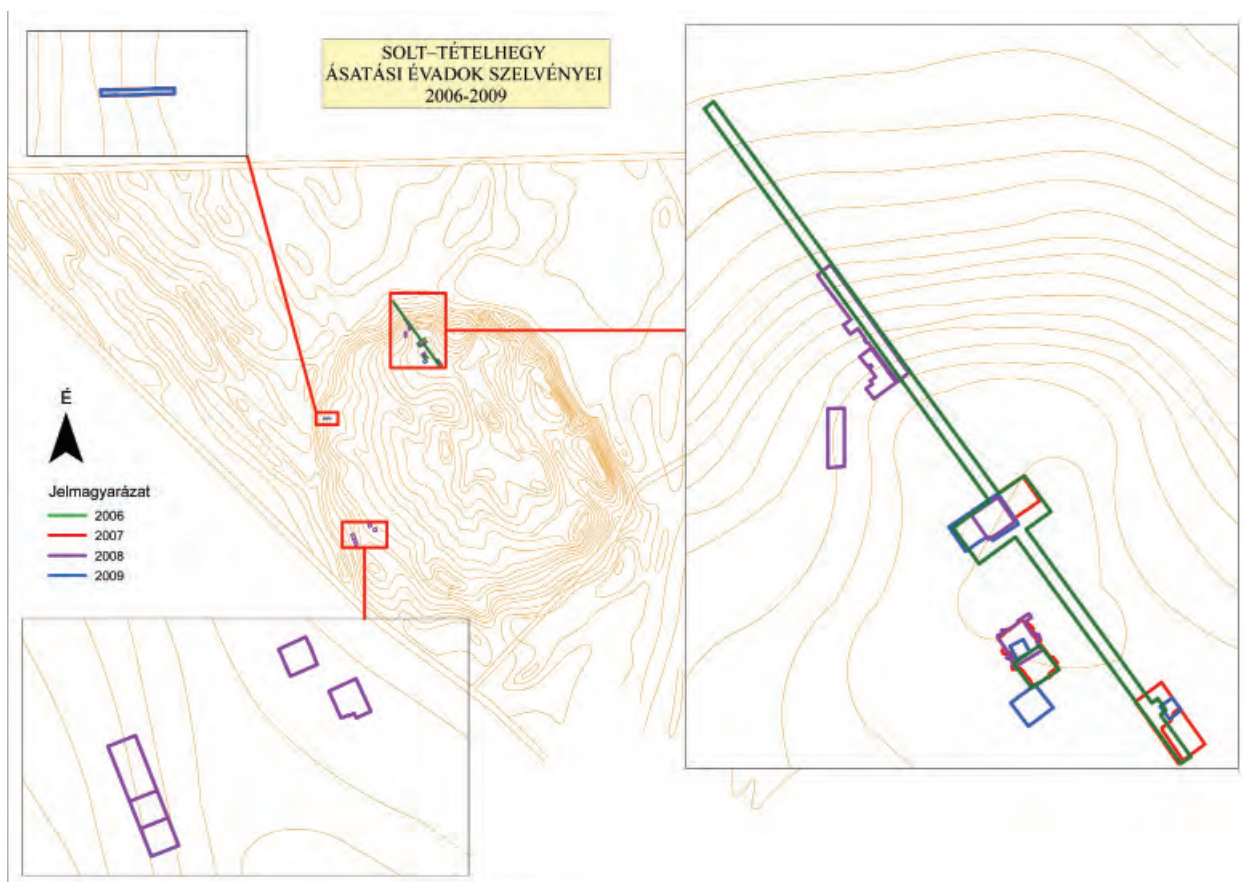 SOLT–TÉTELHEGY
ÁSATÁSI ÉVADOK SZELVÉNYEI
2006-2009
É
Jelmagyarázat
2006
2007
2008
2009